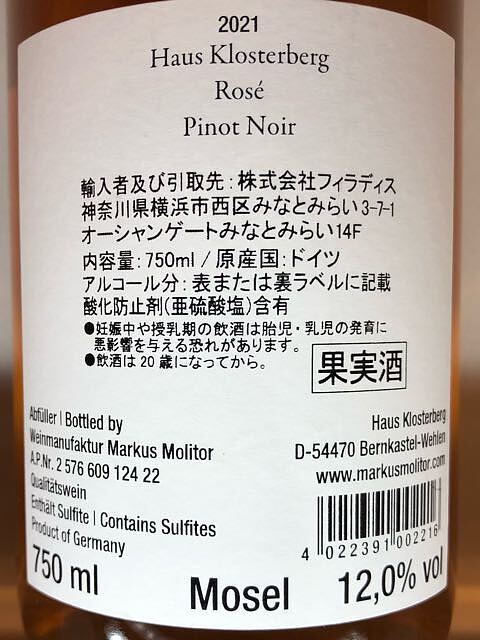 2021
Haus Klosterberg
Rosé
Pinot Noir
輸入者及び引取先：株式会社フィラディス
神奈川県横浜市西区みなとみらい3-7-1
オーシャンゲートみなとみらい14F
内容量：750ml / 原産国：ドイツ
アルコール分：表または裏ラベルに記載
酸化防止剤(亜硫酸塩)含有
●妊娠中や授乳期の飲酒は胎児・乳児の発育に
悪影響を与える恐れがあります。
●飲酒は20歳になってから。
果実酒
Abfüller | Bottled by
Weinmanufaktur Markus Molitor
A.P.Nr. 2 576 609 124 22
Qualitätswein
Enthält Sulfite | Contains Sulfites
Product of Germany
Haus Klosterberg
D-54470 Bernkastel-Wehlen
www.markusmolitor.com
4 022391 002216
750 ml
Mosel
12,0% vol